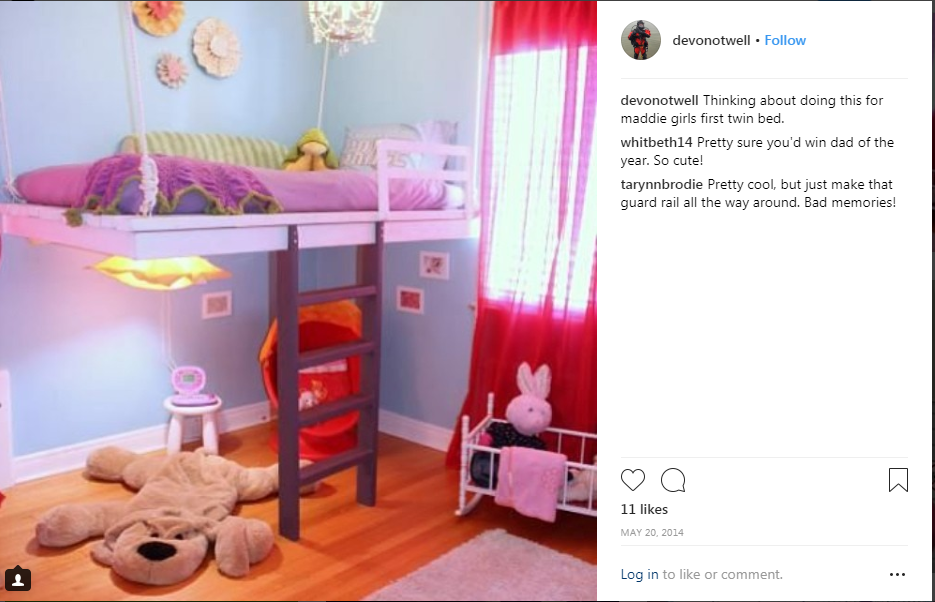 devonotwell • Follow
devonotwell Thinking about doing this for
maddie girls first twin bed.
whitbeth14 Pretty sure you'd win dad of the
year. So cute!
tarynnbrodie Pretty cool, but just make that
guard rail all the way around. Bad memories!
11 likes
MAY 20, 2014
Log in to like or comment.